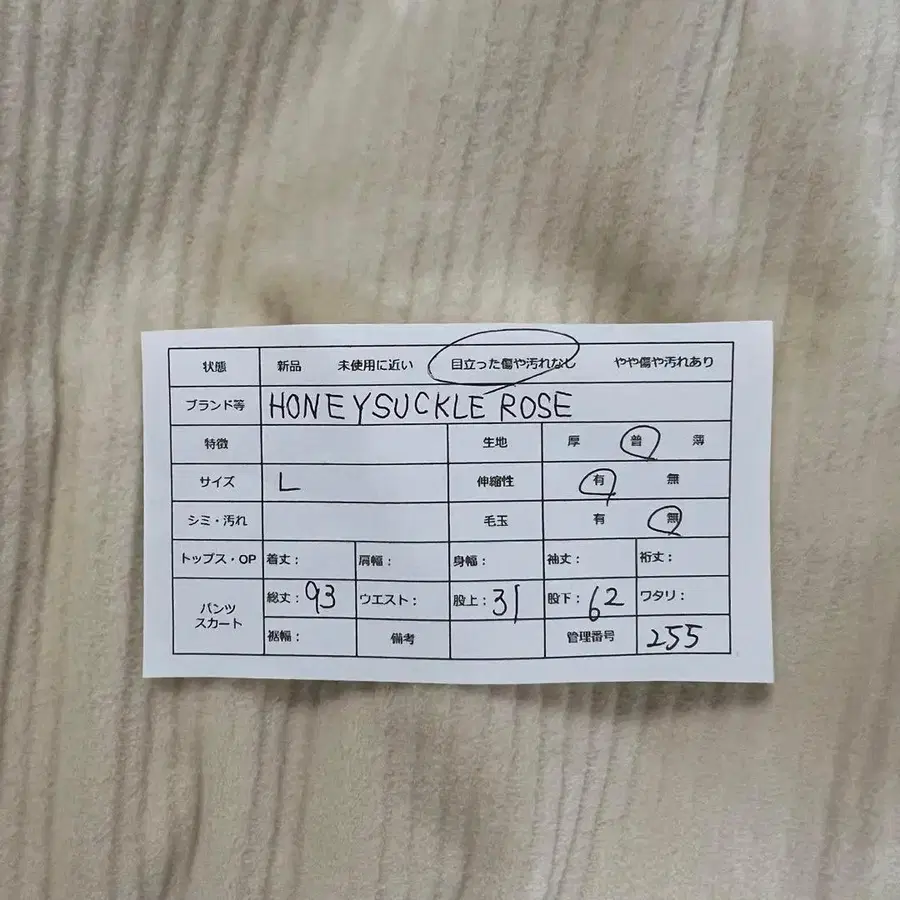 状態 新品 未使用に近い 目立った傷や汚れなし やや傷や汚れあり
ブランド等 HONEYSUCKLE ROSE
特徴 生地 厚 普 薄
サイズ L 伸縮性 有 無
シミ・汚れ 毛玉 有 無
トップス・OP 着丈: 肩幅: 身幅: 袖丈: 裄丈:
パンツ スカート 総丈:93 ウエスト: 股上:31 股下:62 ワタリ:
裾幅: 備考 管理番号 255